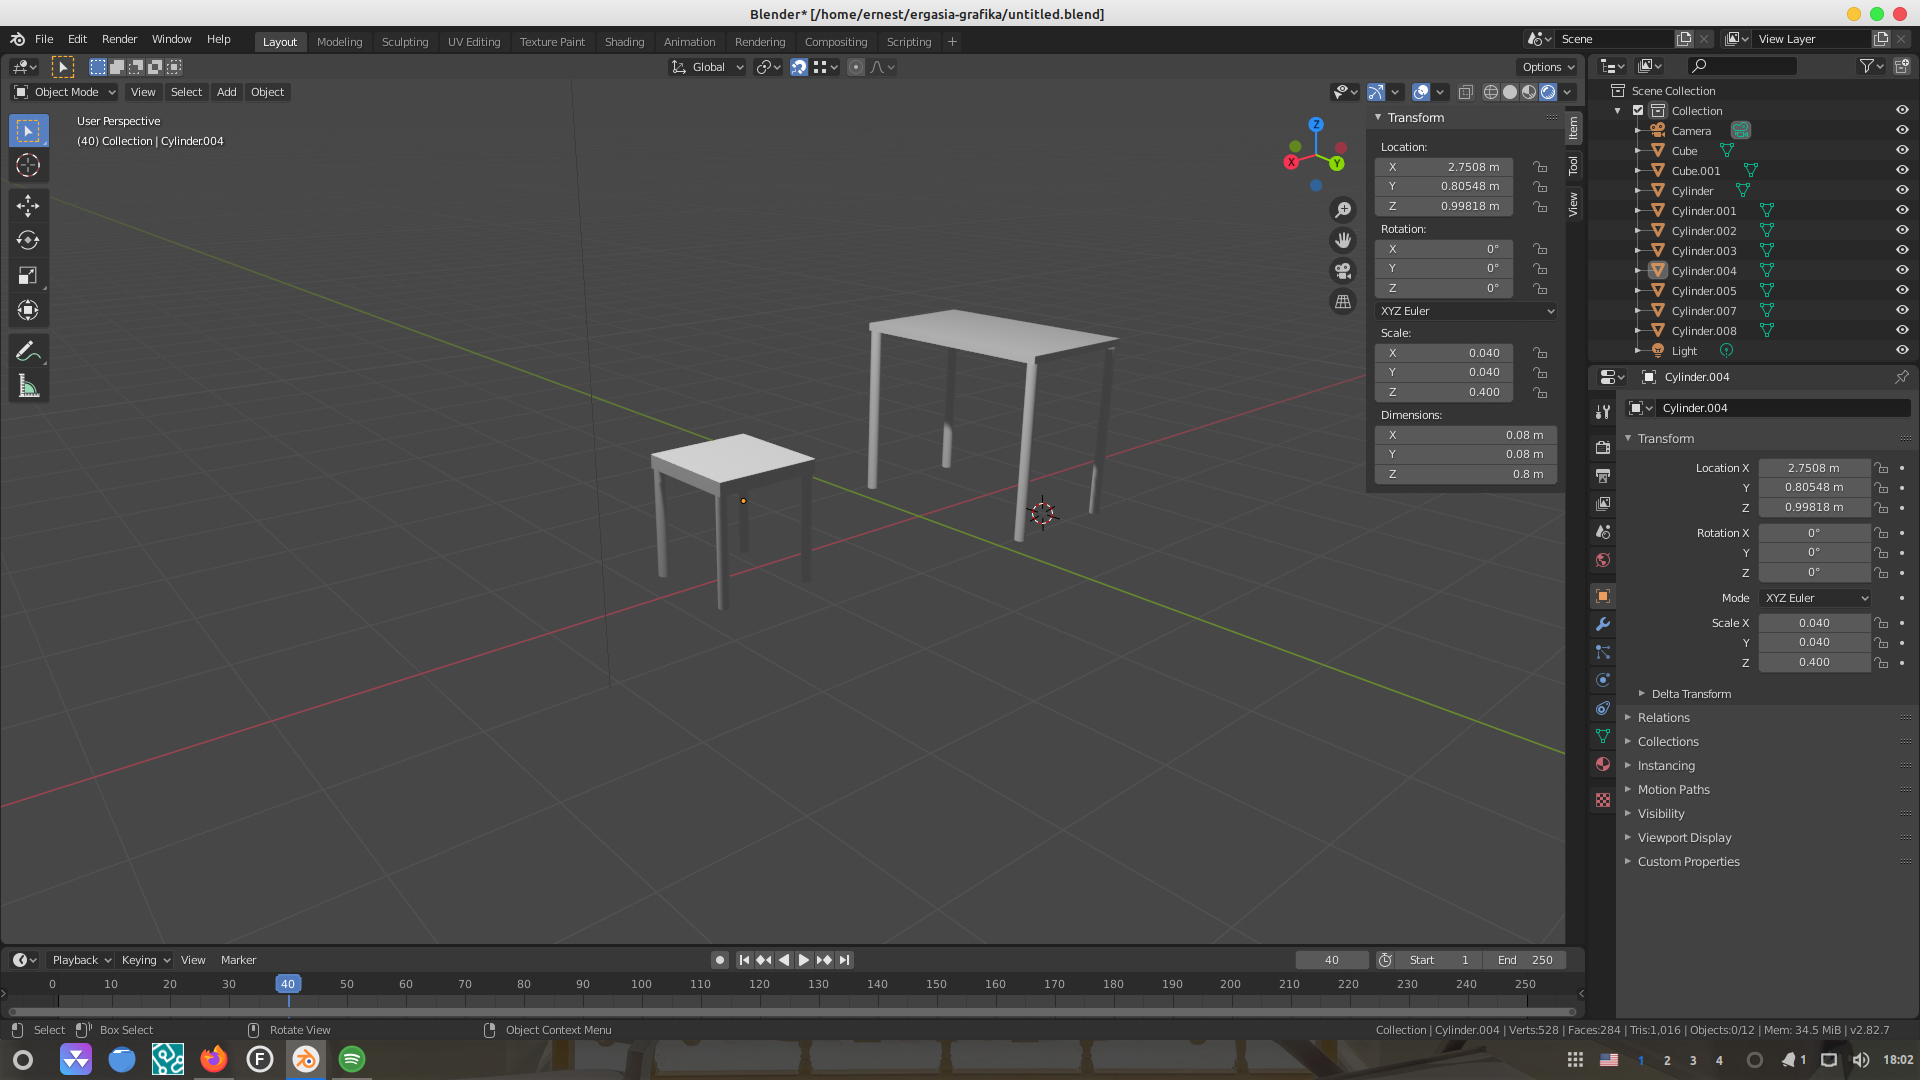 Blender* [/home/ernest/ergasia-grafika/untitled.blend]
File Edit Render Window Help Layout Modeling Sculpting UV Editing Texture Paint Shading Animation Rendering Compositing Scripting + Scene View Layer
Global Options
Object Mode View Select Add Object
User Perspective
(40) Collection | Cylinder.004
Z
X
Y
Transform
Location:
X 2.7508 m
Y 0.80548 m
Z 0.99818 m
Rotation:
X 0°
Y 0°
Z 0°
XYZ Euler
Scale:
X 0.040
Y 0.040
Z 0.400
Dimensions:
X 0.08 m
Y 0.08 m
Z 0.8 m
Item
Tool
View
Scene Collection
Collection
Camera
Cube
Cube.001
Cylinder
Cylinder.001
Cylinder.002
Cylinder.003
Cylinder.004
Cylinder.005
Cylinder.007
Cylinder.008
Light
Cylinder.004
Cylinder.004
Transform
Location X 2.7508 m
Y 0.80548 m
Z 0.99818 m
Rotation X 0°
Y 0°
Z 0°
Mode XYZ Euler
Scale X 0.040
Y 0.040
Z 0.400
Delta Transform
Relations
Collections
Instancing
Motion Paths
Visibility
Viewport Display
Custom Properties
Playback Keying View Marker 40 Start 1 End 250
0 10 20 30 40 50 60 70 80 90 100 110 120 130 140 150 160 170 180 190 200 210 220 230 240 250
Select Box Select Rotate View Object Context Menu Collection | Cylinder.004 | Verts:528 | Faces:284 | Tris:1,016 | Objects:0/12 | Mem: 34.5 MiB | v2.82.7
F 1 2 3 4 1 18:02